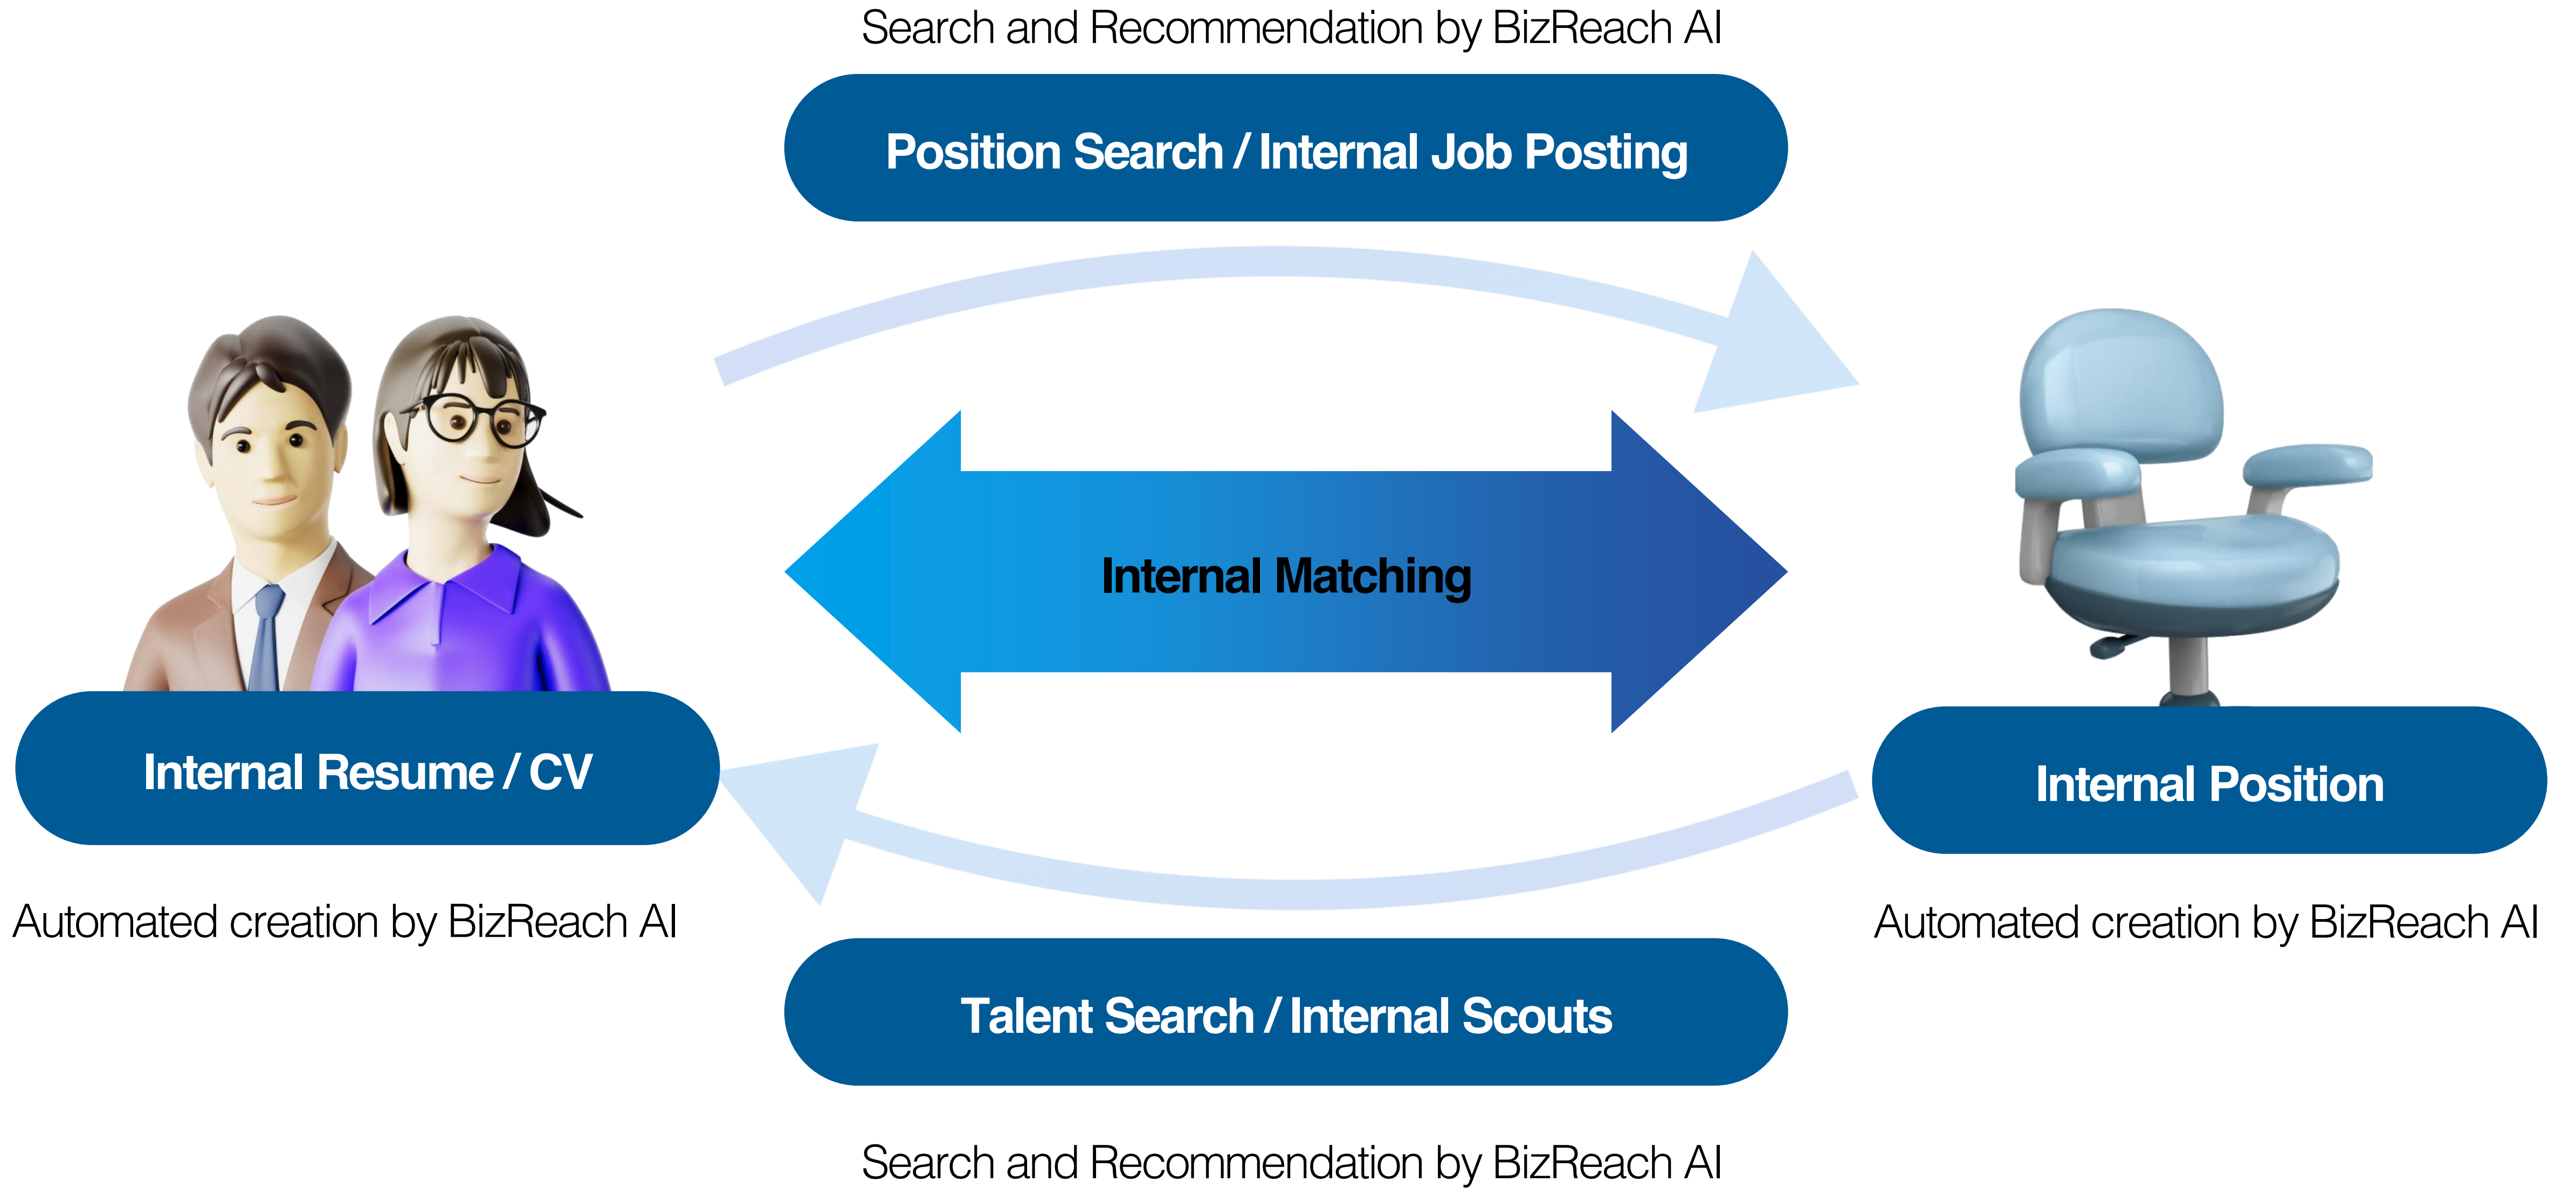 Search and Recommendation by BizReach AI
Position Search / Internal Job Posting
Internal Matching
Internal Resume / CV
Internal Position
Automated creation by BizReach AI
Automated creation by BizReach AI
Talent Search / Internal Scouts
Search and Recommendation by BizReach AI